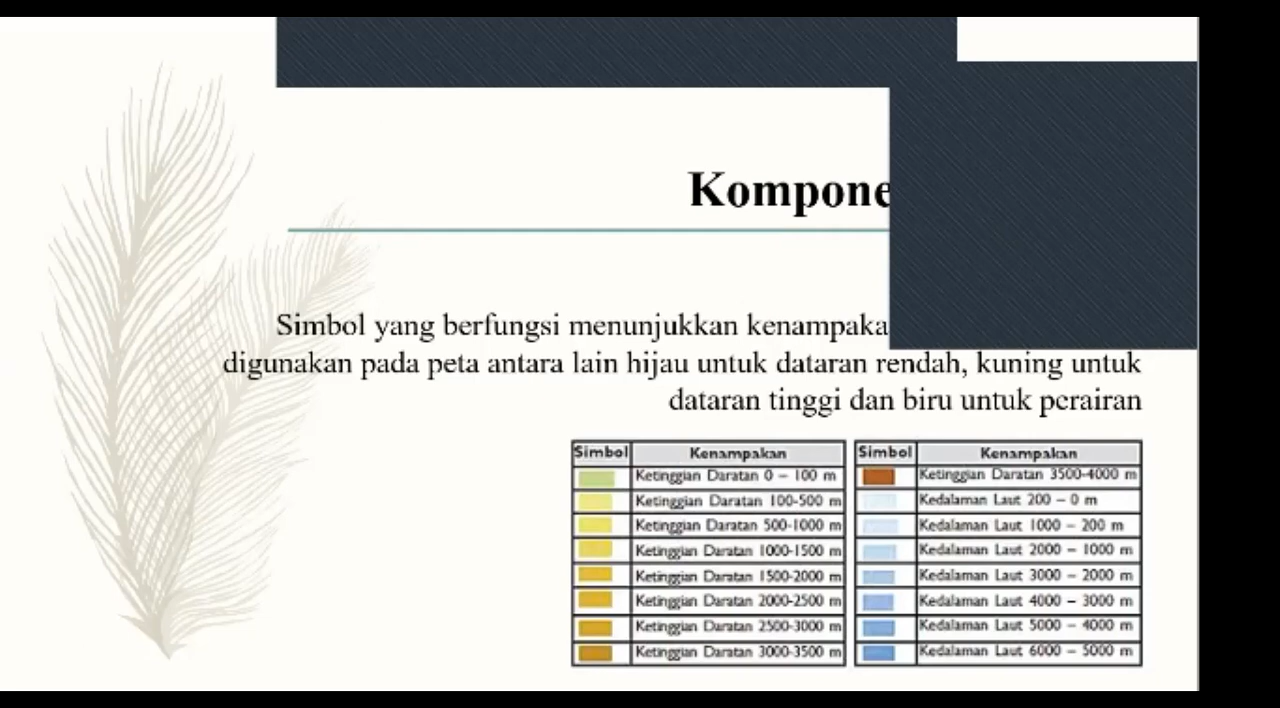 Kompone
Simbol yang berfungsi menunjukkan kenampaka
digunakan pada peta antara lain hijau untuk dataran rendah, kuning untuk
dataran tinggi dan biru untuk perairan
Simbol Kenampakan
Ketinggian Daratan 0 – 100 m
Ketinggian Daratan 100-500 m
Ketinggian Daratan 500-1000 m
Ketinggian Daratan 1000-1500 m
Ketinggian Daratan 1500-2000 m
Ketinggian Daratan 2000-2500 m
Ketinggian Daratan 2500-3000 m
Ketinggian Daratan 3000-3500 m
Simbol Kenampakan
Ketinggian Daratan 3500-4000 m
Kedalaman Laut 200 – 0 m
Kedalaman Laut 1000 – 200 m
Kedalaman Laut 2000 – 1000 m
Kedalaman Laut 3000 – 2000 m
Kedalaman Laut 4000 – 3000 m
Kedalaman Laut 5000 – 4000 m
Kedalaman Laut 6000 – 5000 m